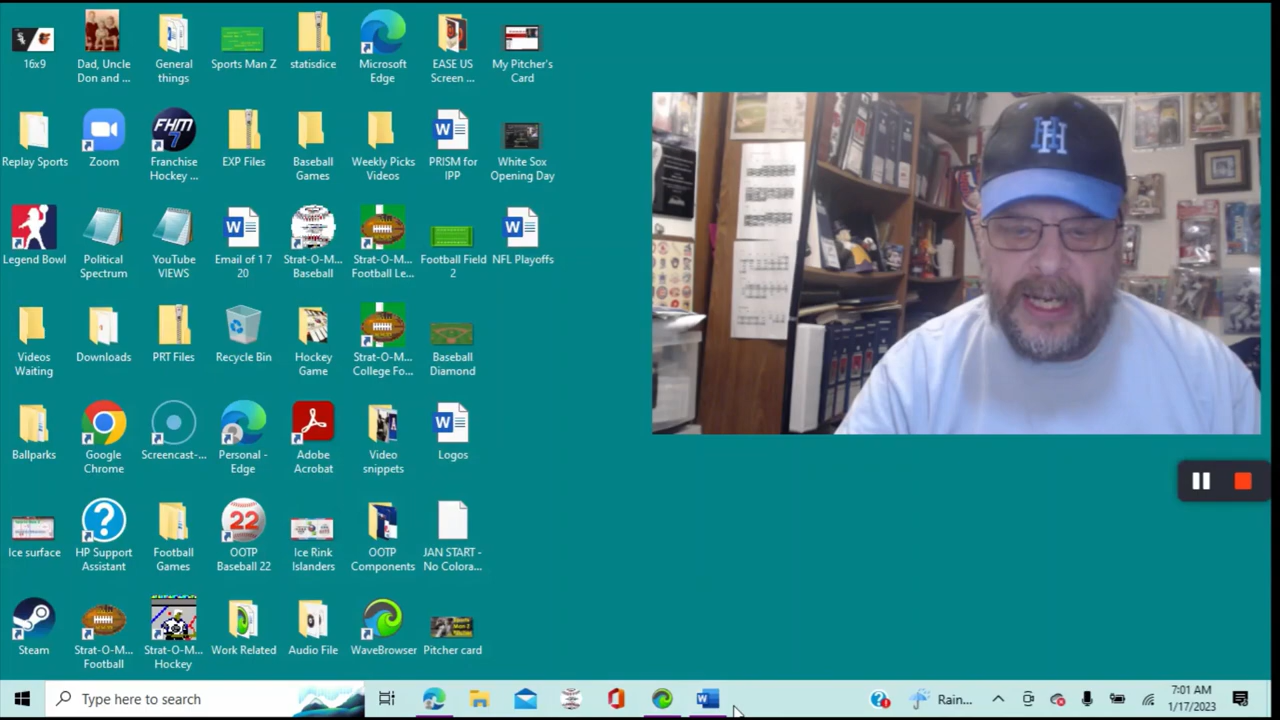 16x9
Dad, Uncle
Don and ...
General
things
Sports Man Z
statisdice
Microsoft
Edge
EASE US
Screen ...
My Pitcher's
Card
Replay Sports
Zoom
FHM
7
Franchise
Hockey ...
EXP Files
Baseball
Games
Weekly Picks
Videos
PRISM for
IPP
White Sox
Opening Day
Legend Bowl
Political
Spectrum
YouTube
VIEWS
Email of 1 7
20
Strat-O-M...
Baseball
Strat-O-M...
Football Le...
Football Field
2
NFL Playoffs
Videos
Waiting
Downloads
PRT Files
Recycle Bin
Hockey
Game
Strat-O-M...
College Fo...
Baseball
Diamond
Ballparks
Google
Chrome
Screencast-...
Personal -
Edge
Adobe
Acrobat
Video
snippets
Logos
Ice surface
HP Support
Assistant
Football
Games
22
OOTP
Baseball 22
Ice Rink
Islanders
OOTP
Components
JAN START -
No Colora...
Steam
Strat-O-M...
Football
Strat-O-M...
Hockey
Work Related
Audio File
WaveBrowser
Pitcher card
Type here to search
Rain...
7:01 AM
1/17/2023